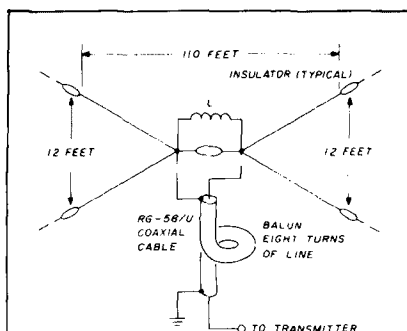 110 FEET
INSULATOR (TYPICAL)
L
12 FEET
12 FEET
RG-58/U
COAXIAL
CABLE
BALUN
EIGHT TURNS
OF LINE
TO TRANSMITTER